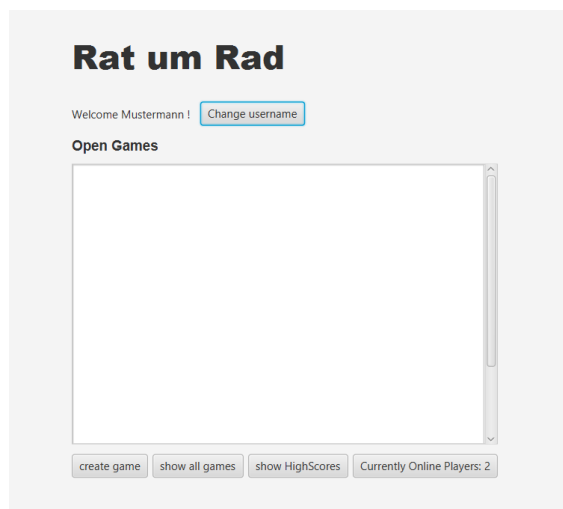 Rat um Rad
Welcome Mustermann ! Change username
Open Games
create game show all games show HighScores Currently Online Players: 2